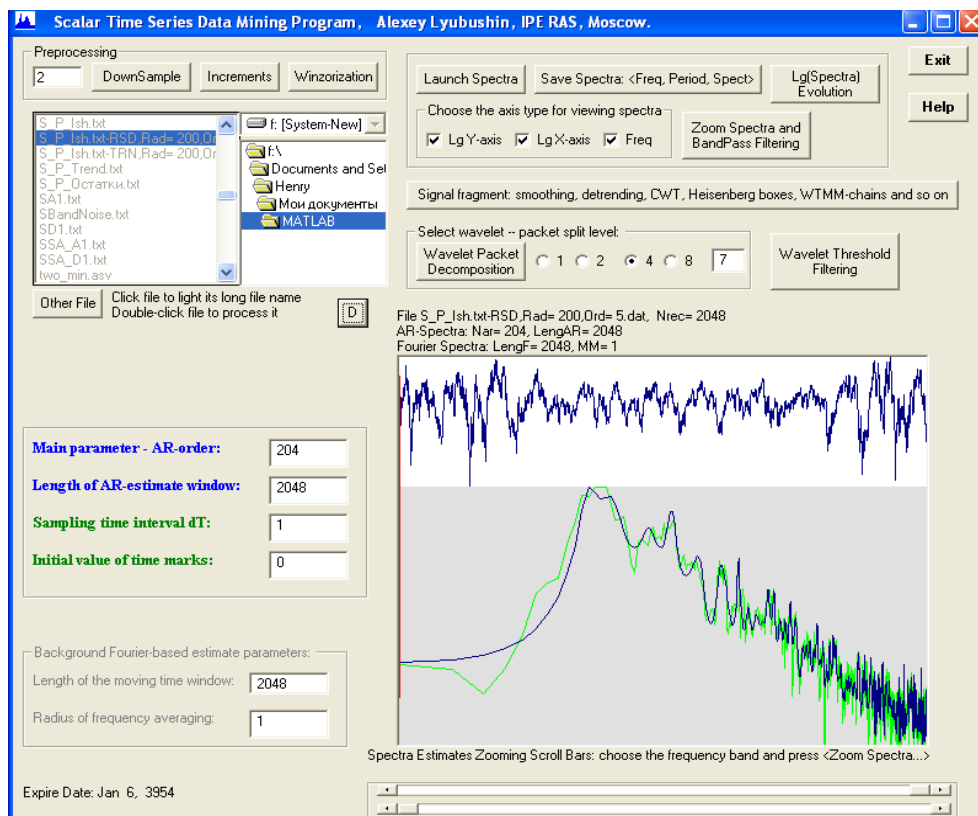 Scalar Time Series Data Mining Program, Alexey Lyubushin, IPE RAS, Moscow.
Preprocessing
2
DownSample
Increments
Winzorization
S_P_Ish.txt
S_P_Ish.txt-RSD,Rad= 200,Or
S_P_Ish.txt-TRN,Rad= 200,Or
S_P_Trend.txt
S_P_Остатки.txt
SA1.txt
SBandNoise.txt
SD1.txt
SSA_A1.txt
SSA_D1.txt
two_min.asv
f: [System-New]
f:\
Documents and Set
Henry
Мои документы
MATLAB
Other File
Click file to light its long file name
Double-click file to process it
D
Launch Spectra
Save Spectra: <Freq, Period, Spect>
Lg(Spectra)
Evolution
Exit
Help
Choose the axis type for viewing spectra
Lg Y-axis
Lg X-axis
Freq
Zoom Spectra and
BandPass Filtering
Signal fragment: smoothing, detrending, CWT, Heisenberg boxes, WTMM-chains and so on
Select wavelet -- packet split level:
Wavelet Packet
Decomposition
1
2
4
8
7
Wavelet Threshold
Filtering
File S_P_Ish.txt-RSD,Rad= 200,Ord= 5.dat, Nrec= 2048
AR-Spectra: Nar= 204, LengAR= 2048
Fourier Spectra: LengF= 2048, MM= 1
Main parameter - AR-order:
204
Length of AR-estimate window:
2048
Sampling time interval dT:
1
Initial value of time marks:
0
Background Fourier-based estimate parameters:
Length of the moving time window:
2048
Radius of frequency averaging:
1
Spectra Estimates Zooming Scroll Bars: choose the frequency band and press <Zoom Spectra...>
Expire Date: Jan 6, 3954